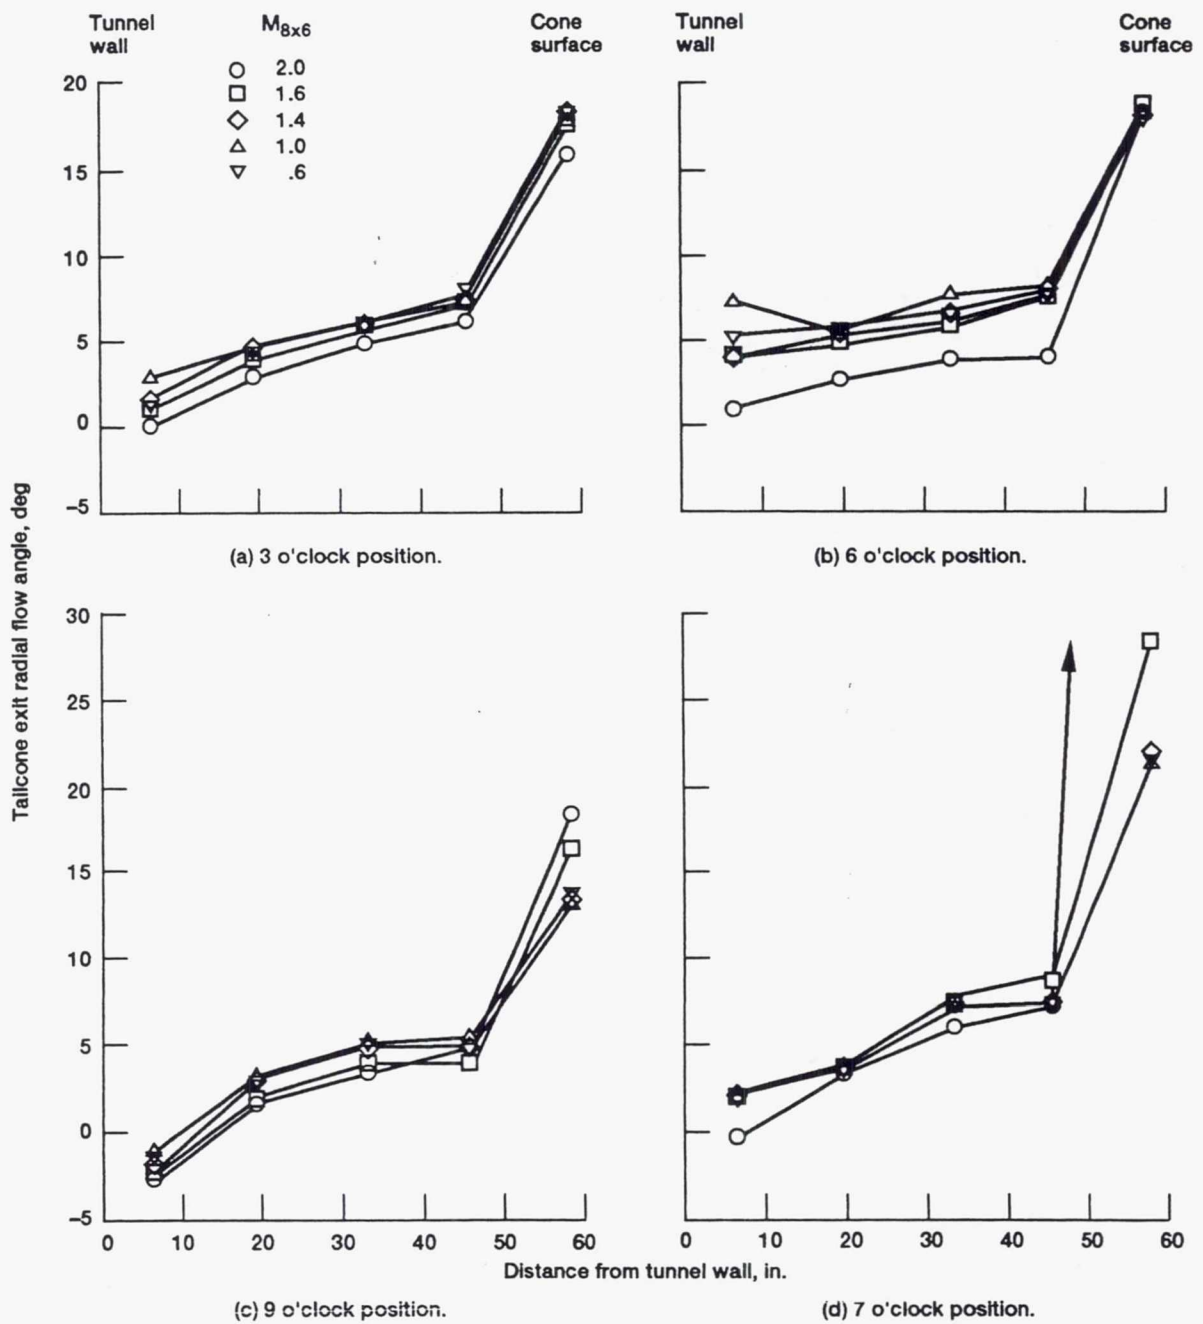 Tunnel wall
M8x6
Cone surface
2.0
1.6
1.4
1.0
.6
20
15
10
5
0
–5
(a) 3 o'clock position.
Tunnel wall
Cone surface
(b) 6 o'clock position.
Tailcone exit radial flow angle, deg
30
25
20
15
10
5
0
–5
0 10 20 30 40 50 60
0 10 20 30 40 50 60
Distance from tunnel wall, in.
(c) 9 o'clock position.
(d) 7 o'clock position.